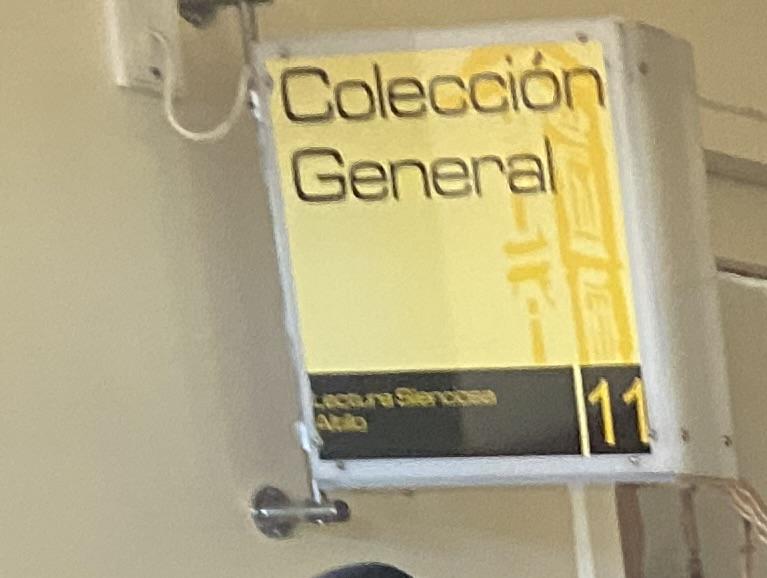 Colección
General
Lectura Silenciosa
11